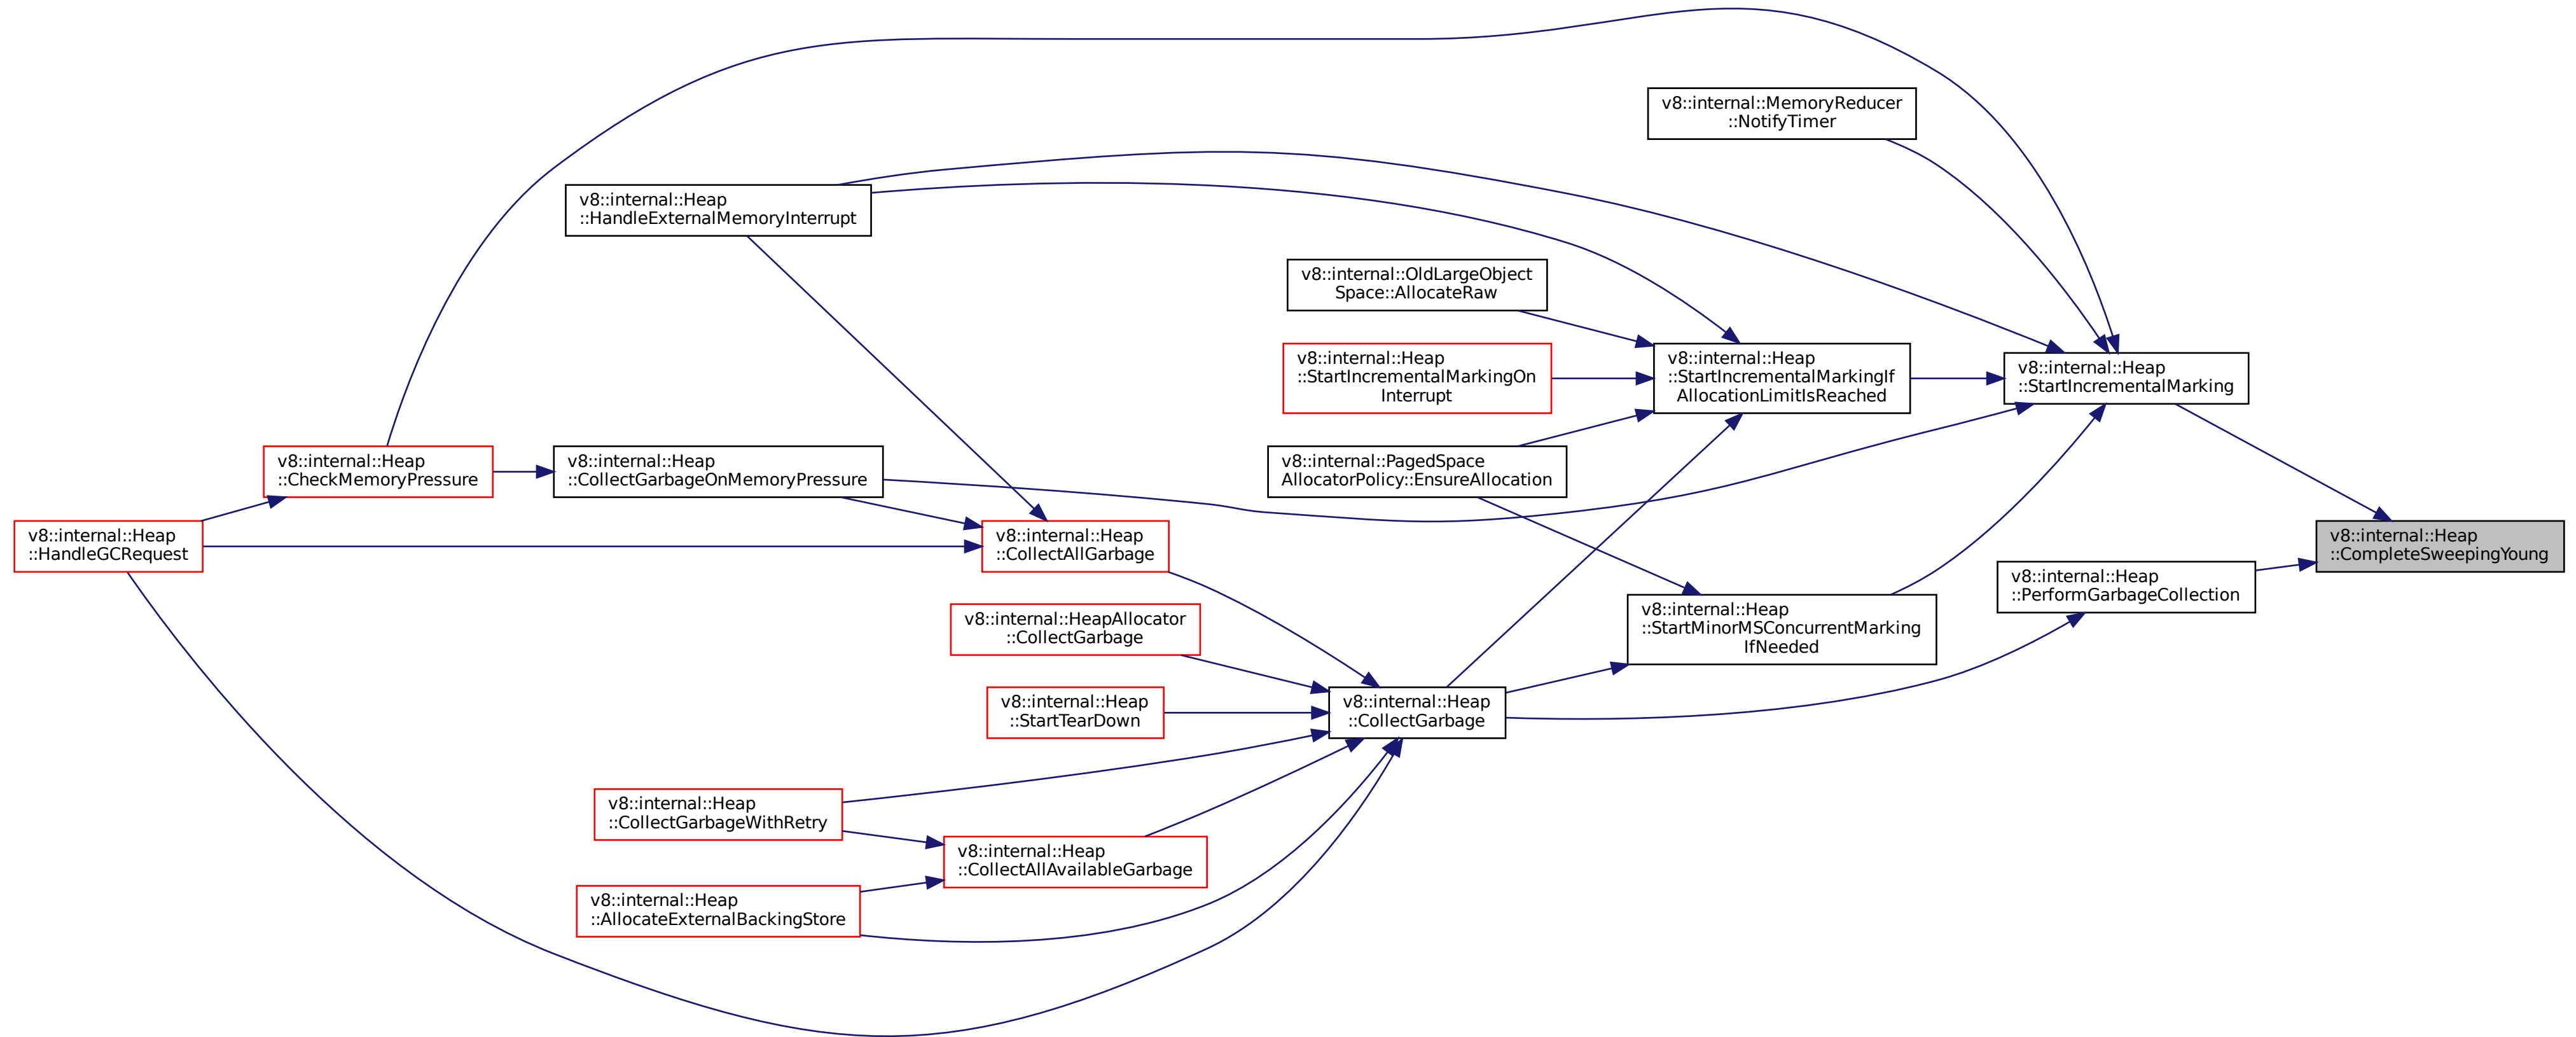 v8::internal::MemoryReducer
::NotifyTimer
v8::internal::Heap
::HandleExternalMemoryInterrupt
v8::internal::OldLargeObject
Space::AllocateRaw
v8::internal::Heap
::StartIncrementalMarkingOn
Interrupt
v8::internal::Heap
::StartIncrementalMarkingIf
AllocationLimitIsReached
v8::internal::Heap
::StartIncrementalMarking
v8::internal::Heap
::CheckMemoryPressure
v8::internal::Heap
::CollectGarbageOnMemoryPressure
v8::internal::PagedSpace
AllocatorPolicy::EnsureAllocation
v8::internal::Heap
::HandleGCRequest
v8::internal::Heap
::CollectAllGarbage
v8::internal::Heap
::CompleteSweepingYoung
v8::internal::Heap
::PerformGarbageCollection
v8::internal::HeapAllocator
::CollectGarbage
v8::internal::Heap
::StartMinorMSConcurrentMarking
IfNeeded
v8::internal::Heap
::StartTearDown
v8::internal::Heap
::CollectGarbage
v8::internal::Heap
::CollectGarbageWithRetry
v8::internal::Heap
::CollectAllAvailableGarbage
v8::internal::Heap
::AllocateExternalBackingStore